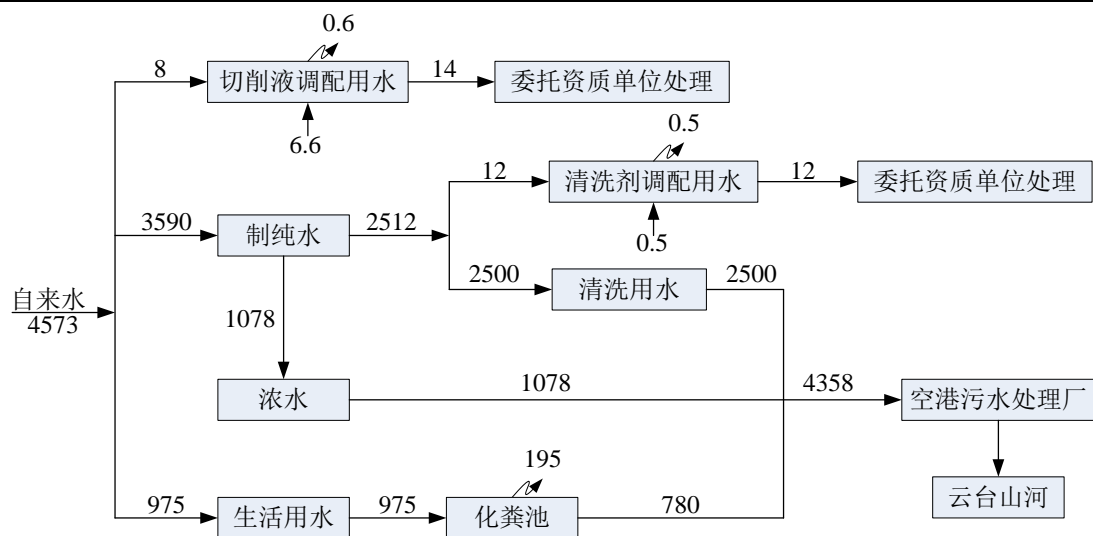 0.6
8
切削液调配用水
14
委托资质单位处理
6.6
0.5
12
清洗剂调配用水
12
委托资质单位处理
0.5
3590
制纯水
2512
2500
清洗用水
2500
自来水
4573
1078
浓水
1078
4358
空港污水处理厂
195
975
生活用水
975
化粪池
780
云台山河